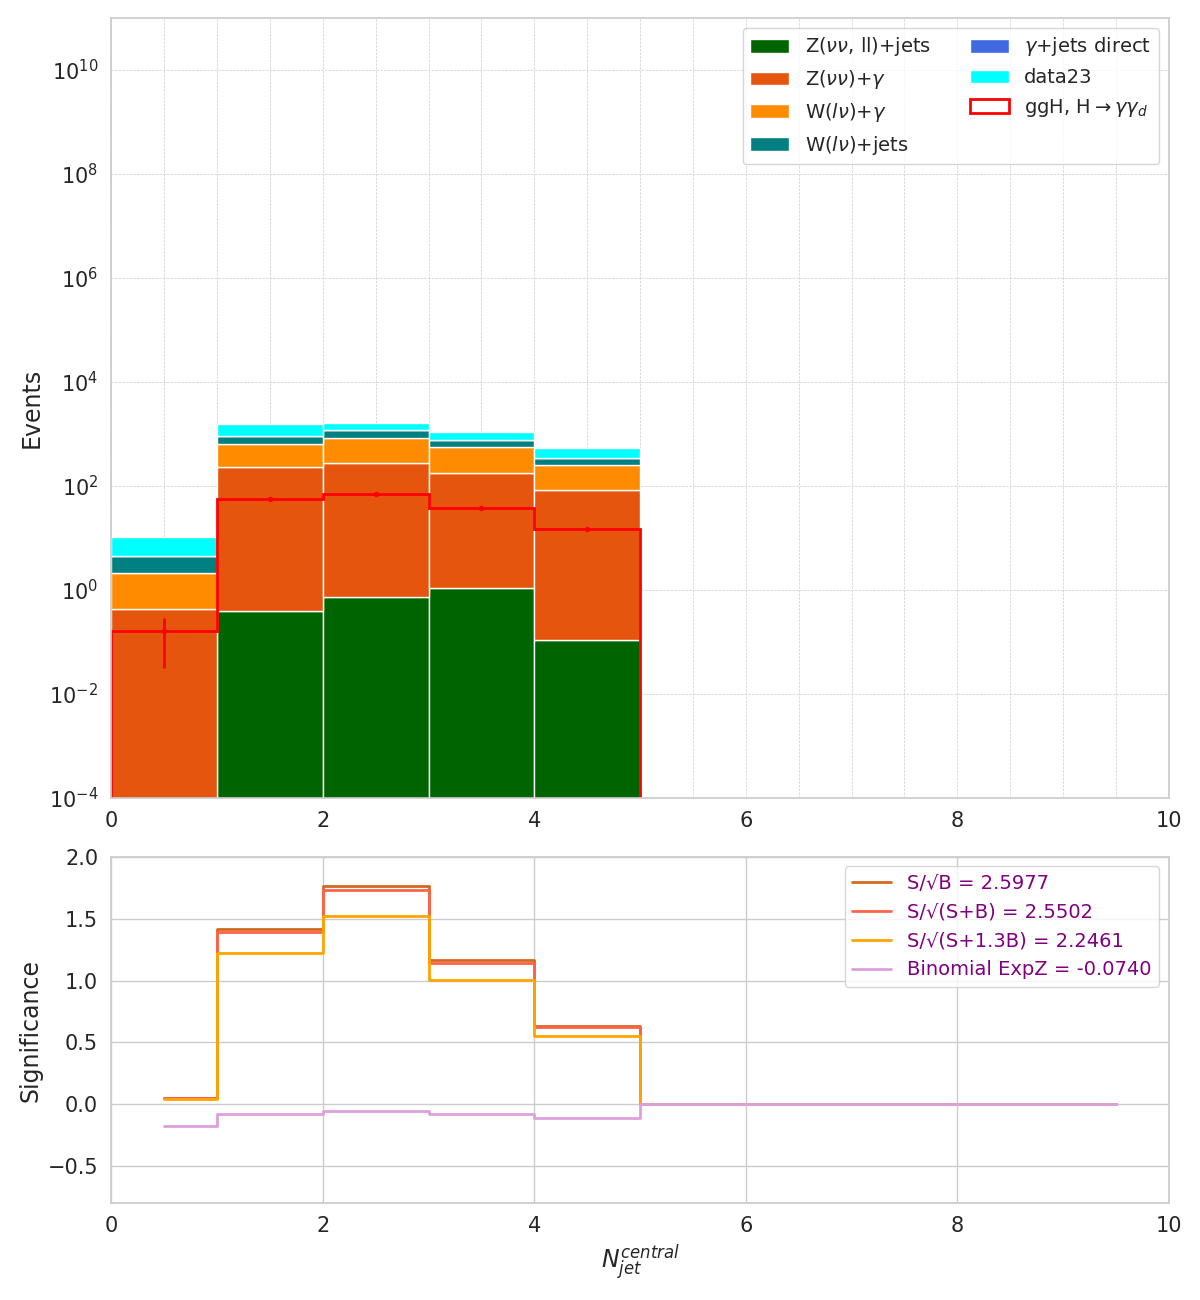 Z(νν, ll)+jets
Z(νν)+γ
W(lν)+γ
W(lν)+jets
γ+jets direct
data23
ggH, H→γγ_d
10^10
10^8
10^6
10^4
10^2
10^0
10^−2
10^−4
Events
0 2 4 6 8 10
2.0
1.5
1.0
0.5
0.0
−0.5
Significance
S/√B = 2.5977
S/√(S+B) = 2.5502
S/√(S+1.3B) = 2.2461
Binomial ExpZ = -0.0740
0 2 4 6 8 10
N_jet^central